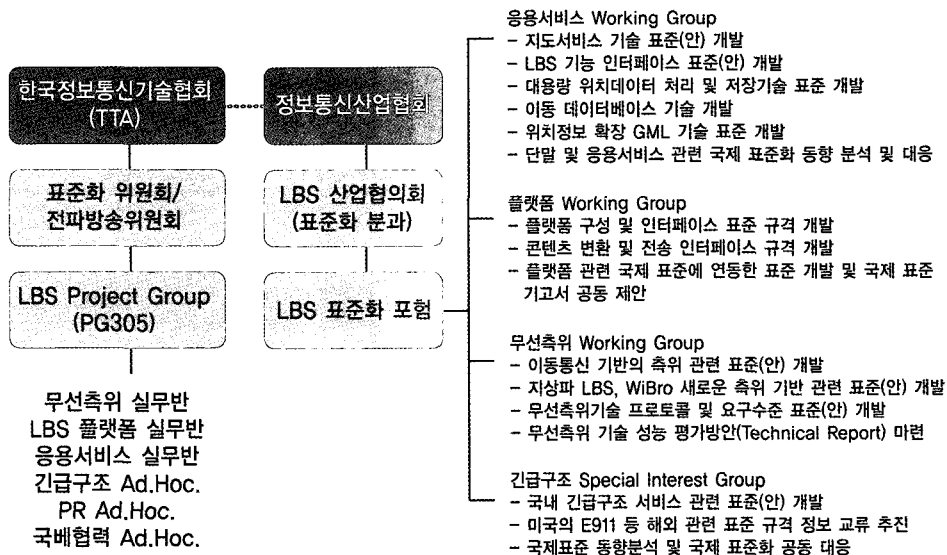 한국정보통신기술협회
(TTA)
정보통신산업협회
표준화 위원회/
전파방송위원회
LBS 산업협의회
(표준화 분과)
LBS Project Group
(PG305)
LBS 표준화 포험
무선측위 실무반
LBS 플랫폼 실무반
응용서비스 실무반
긴급구조 Ad.Hoc.
PR Ad.Hoc.
국베협력 Ad.Hoc.
응용서비스 Working Group
– 지도서비스 기술 표준(안) 개발
– LBS 기능 인터페이스 표준(안) 개발
– 대용량 위치데이터 처리 및 저장기술 표준 개발
– 이동 데이터베이스 기술 개발
– 위치정보 확장 GML 기술 표준 개발
– 단말 및 응용서비스 관련 국제 표준화 동향 분석 및 대응
플랫폼 Working Group
– 플랫폼 구성 및 인터페이스 표준 규격 개발
– 콘텐츠 변환 및 전송 인터페이스 규격 개발
– 플랫폼 관련 국제 표준에 연동한 표준 개발 및 국제 표준
기고서 공동 제안
무선측위 Working Group
– 이동통신 기반의 측위 관련 표준(안) 개발
– 지상파 LBS, WiBro 새로운 측위 기반 관련 표준(안) 개발
– 무선측위기술 프로토콜 및 요구수준 표준(안) 개발
– 무선측위 기술 성능 평가방안(Technical Report) 마련
긴급구조 Special Interest Group
– 국내 긴급구조 서비스 관련 표준(안) 개발
– 미국의 E911 등 해외 관련 표준 규격 정보 교류 추진
– 국제표준 동향분석 및 국제 표준화 공동 대응